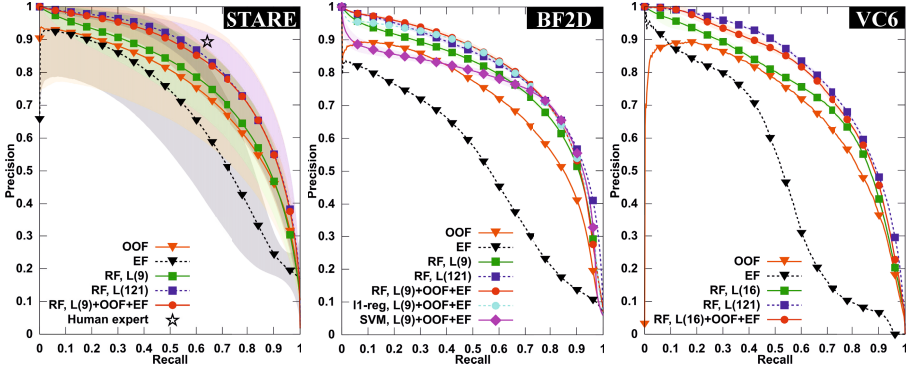 STARE
Precision
1
0.9
0.8
0.7
0.6
0.5
0.4
0.3
0.2
0.1
0
OOF
EF
RF, L(9)
RF, L(121)
RF, L(9)+OOF+EF
Human expert
0 0.1 0.2 0.3 0.4 0.5 0.6 0.7 0.8 0.9 1
Recall
BF2D
Precision
1
0.9
0.8
0.7
0.6
0.5
0.4
0.3
0.2
0.1
0
OOF
EF
RF, L(9)
RF, L(121)
RF, L(9)+OOF+EF
l1-reg, L(9)+OOF+EF
SVM, L(9)+OOF+EF
0 0.1 0.2 0.3 0.4 0.5 0.6 0.7 0.8 0.9 1
Recall
VC6
Precision
1
0.9
0.8
0.7
0.6
0.5
0.4
0.3
0.2
0.1
0
OOF
EF
RF, L(16)
RF, L(121)
RF, L(16)+OOF+EF
0 0.1 0.2 0.3 0.4 0.5 0.6 0.7 0.8 0.9 1
Recall